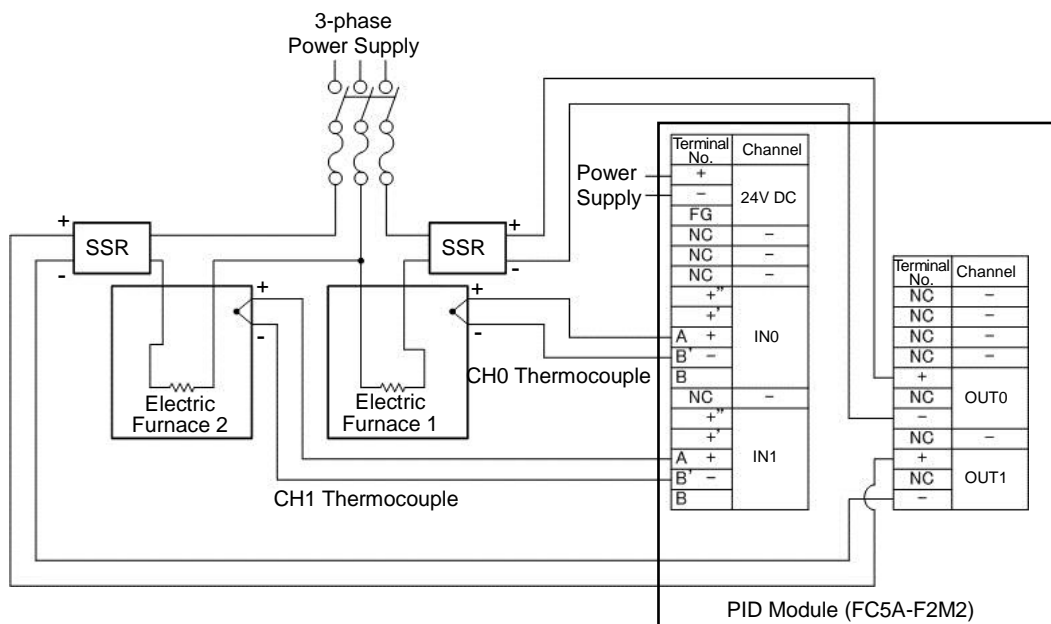 3-phase
Power Supply
Power
Supply
+
SSR
-
SSR
+
-
+
-
Electric
Furnace 2
+
-
Electric
Furnace 1
CH0 Thermocouple
CH1 Thermocouple
Terminal No. Channel
+ 24V DC
-
FG
NC -
NC -
NC -
+" IN0
+'
A +
B' -
B
NC -
+" IN1
+'
A +
B' -
B
Terminal No. Channel
NC -
NC -
NC -
NC -
+ OUT0
NC
-
NC -
+ OUT1
NC
-
PID Module (FC5A-F2M2)